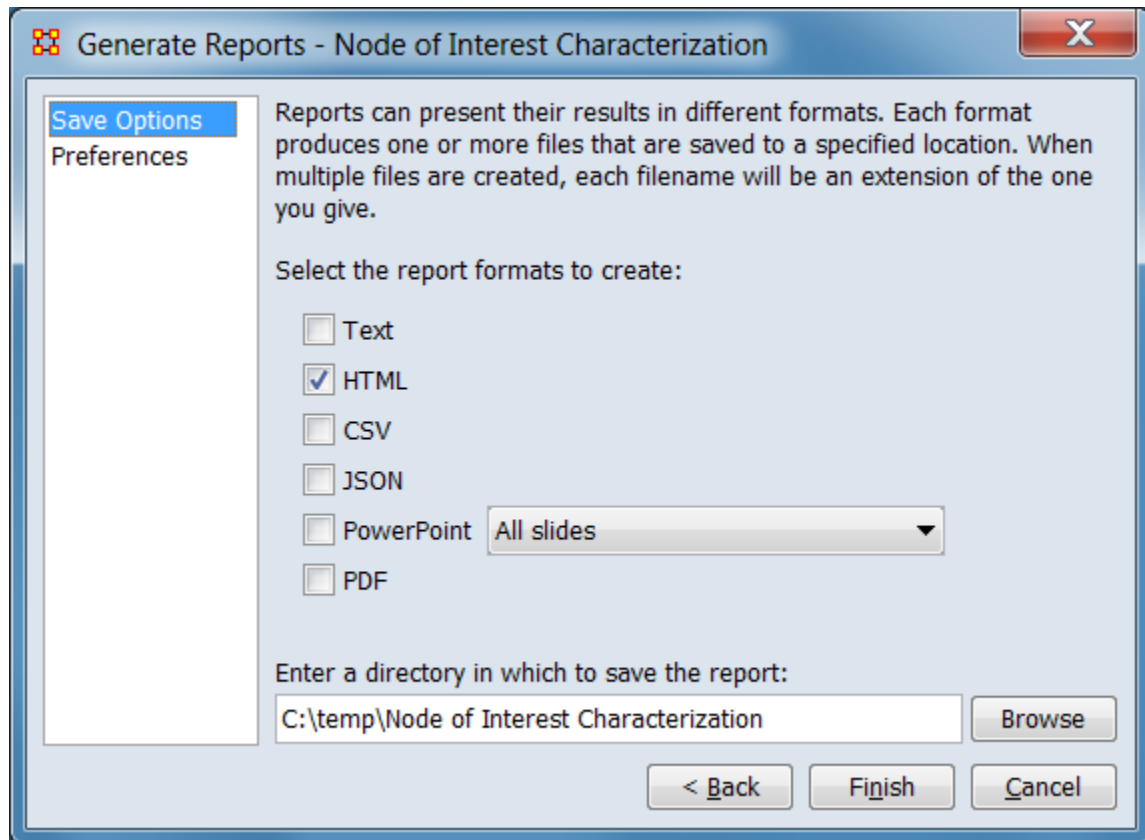 Generate Reports - Node of Interest Characterization
X
Save Options
Preferences
Reports can present their results in different formats. Each format
produces one or more files that are saved to a specified location. When
multiple files are created, each filename will be an extension of the one
you give.
Select the report formats to create:
Text
HTML
CSV
JSON
PowerPoint All slides
PDF
Enter a directory in which to save the report:
C:\temp\Node of Interest Characterization Browse
< Back Finish Cancel